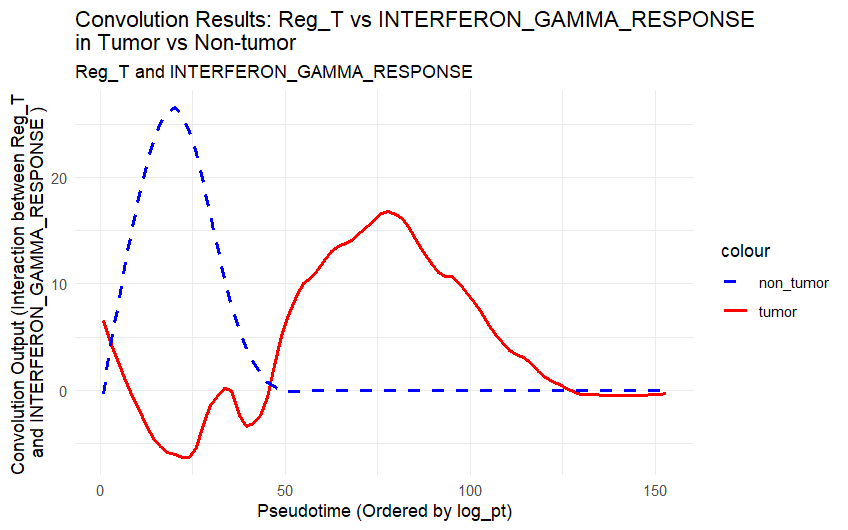 Convolution Results: Reg_T vs INTERFERON_GAMMA_RESPONSE
in Tumor vs Non-tumor
Reg_T and INTERFERON_GAMMA_RESPONSE
Convolution Output (Interaction between Reg_T
and INTERFERON_GAMMA_RESPONSE )
20
10
0
0
50
100
150
Pseudotime (Ordered by log_pt)
colour
non_tumor
tumor